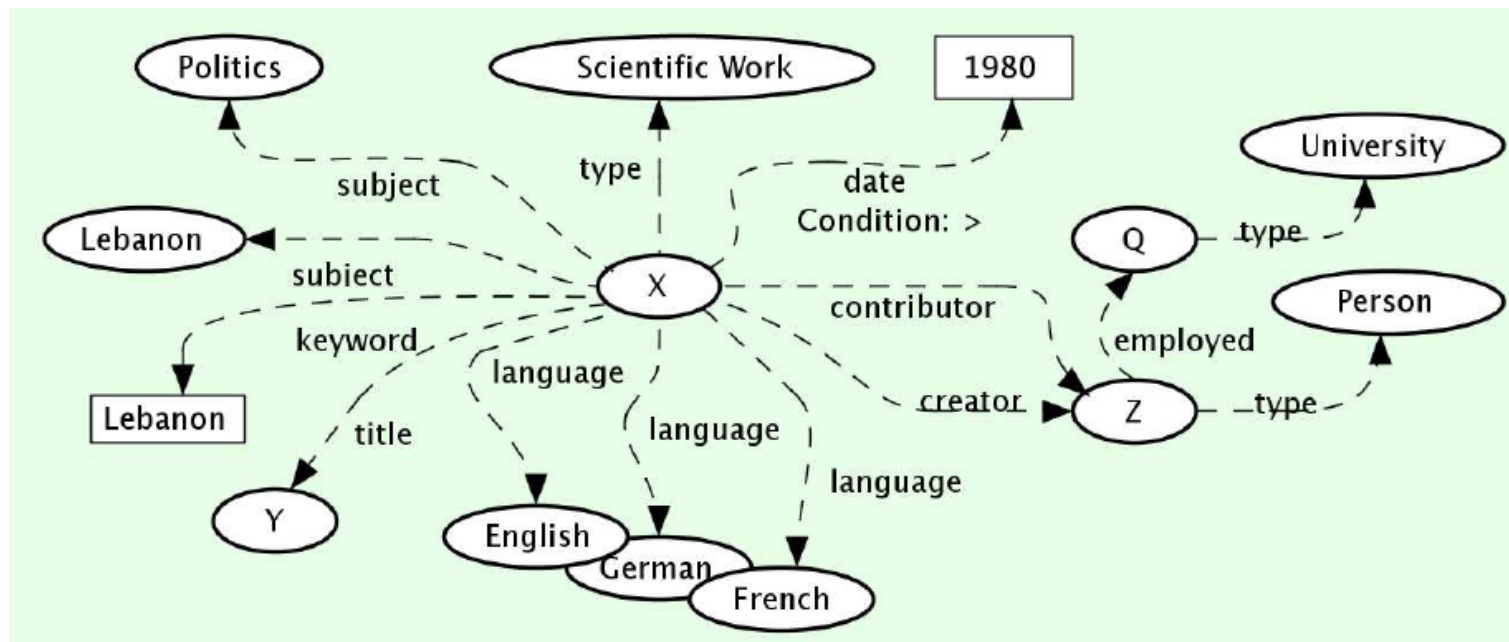 Politics
Scientific Work
1980
University
type
subject
date
Condition: >
Lebanon
Q
type
subject
X
contributor
Person
keyword
employed
language
Lebanon
title
creator
Z
type
language
language
Y
English
German
French